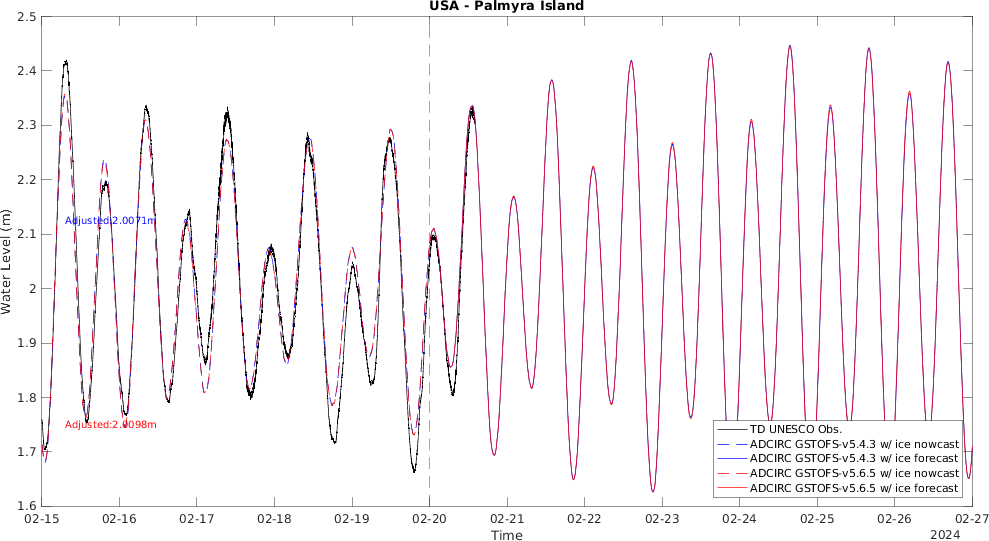 USA - Palmyra Island
2.5
2.4
2.3
2.2
2.1
2
1.9
1.8
1.7
1.6
Water Level (m)
Adjusted:2.0071m
Adjusted:2.0098m
TD UNESCO Obs.
ADCIRC GSTOFS-v5.4.3 w/ ice nowcast
ADCIRC GSTOFS-v5.4.3 w/ ice forecast
ADCIRC GSTOFS-v5.6.5 w/ ice nowcast
ADCIRC GSTOFS-v5.6.5 w/ ice forecast
02-15 02-16 02-17 02-18 02-19 02-20 02-21 02-22 02-23 02-24 02-25 02-26 02-27
Time
2024